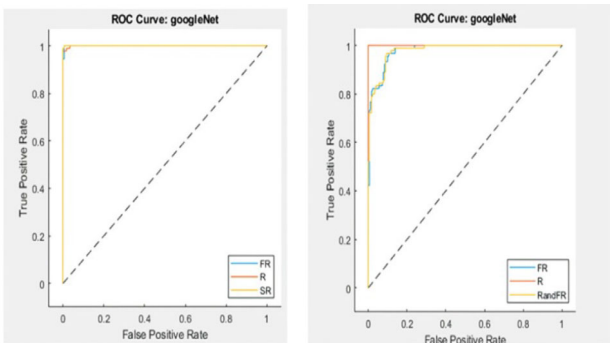 ROC Curve: googleNet
1
0.8
0.6
0.4
0.2
0
True Positive Rate
FR
R
SR
0 0.2 0.4 0.6 0.8 1
False Positive Rate
ROC Curve: googleNet
1
0.8
0.6
0.4
0.2
0
True Positive Rate
FR
R
RandFR
0 0.2 0.4 0.6 0.8 1
False Positive Rate